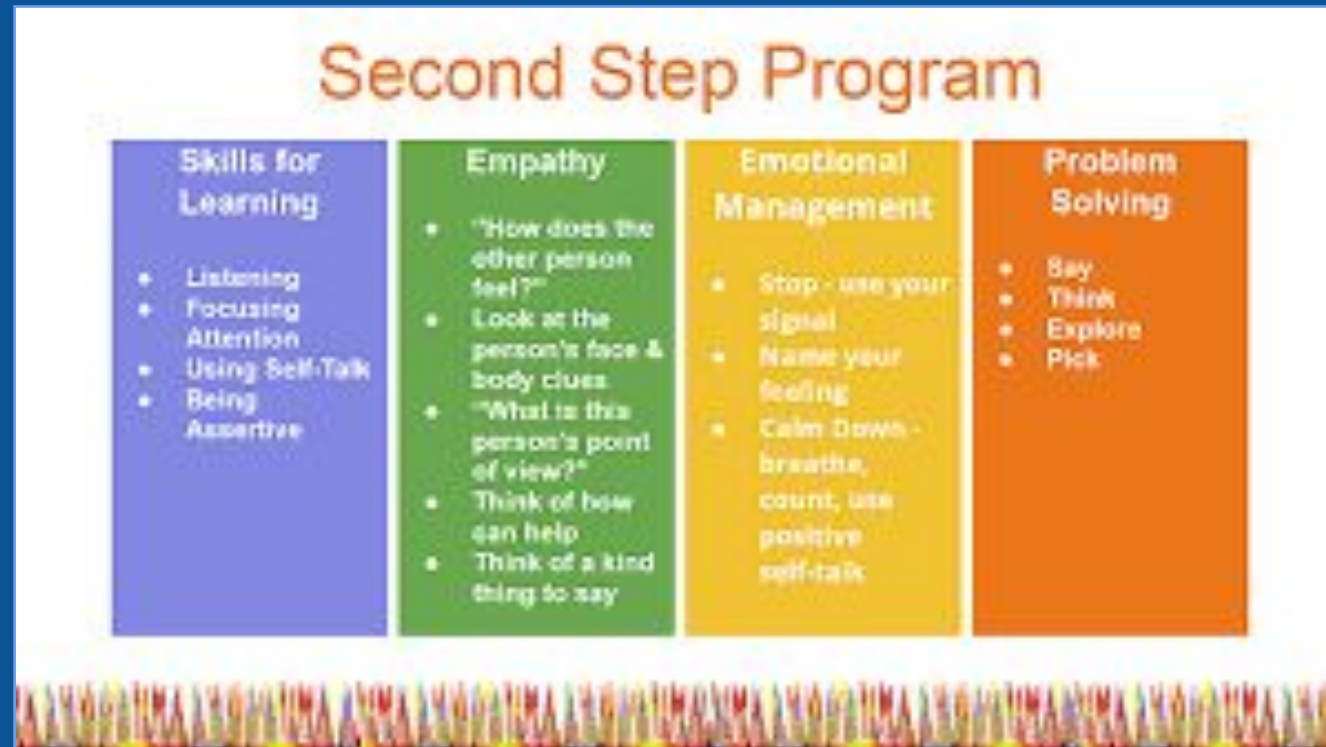 Second Step Program
Skills for
Learning
• Listening
• Focusing
Attention
• Using Self-Talk
• Being
Assertive
Empathy
• "How does the
other person
feel?"
• Look at the
person's face &
body clues
• "What is this
person's point
of view?"
• Think of how
can help
• Think of a kind
thing to say
Emotional
Management
• Stop - use your
signal
• Name your
feeling
• Calm Down -
breathe,
count, use
positive
self-talk
Problem
Solving
• Say
• Think
• Explore
• Pick